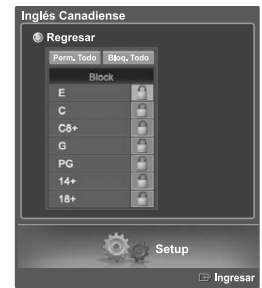 Inglés Canadiense
Regresar
Perm. Todo Bloq. Todo
Block
E
C
C8+
G
PG
14+
18+
Setup
Ingresar